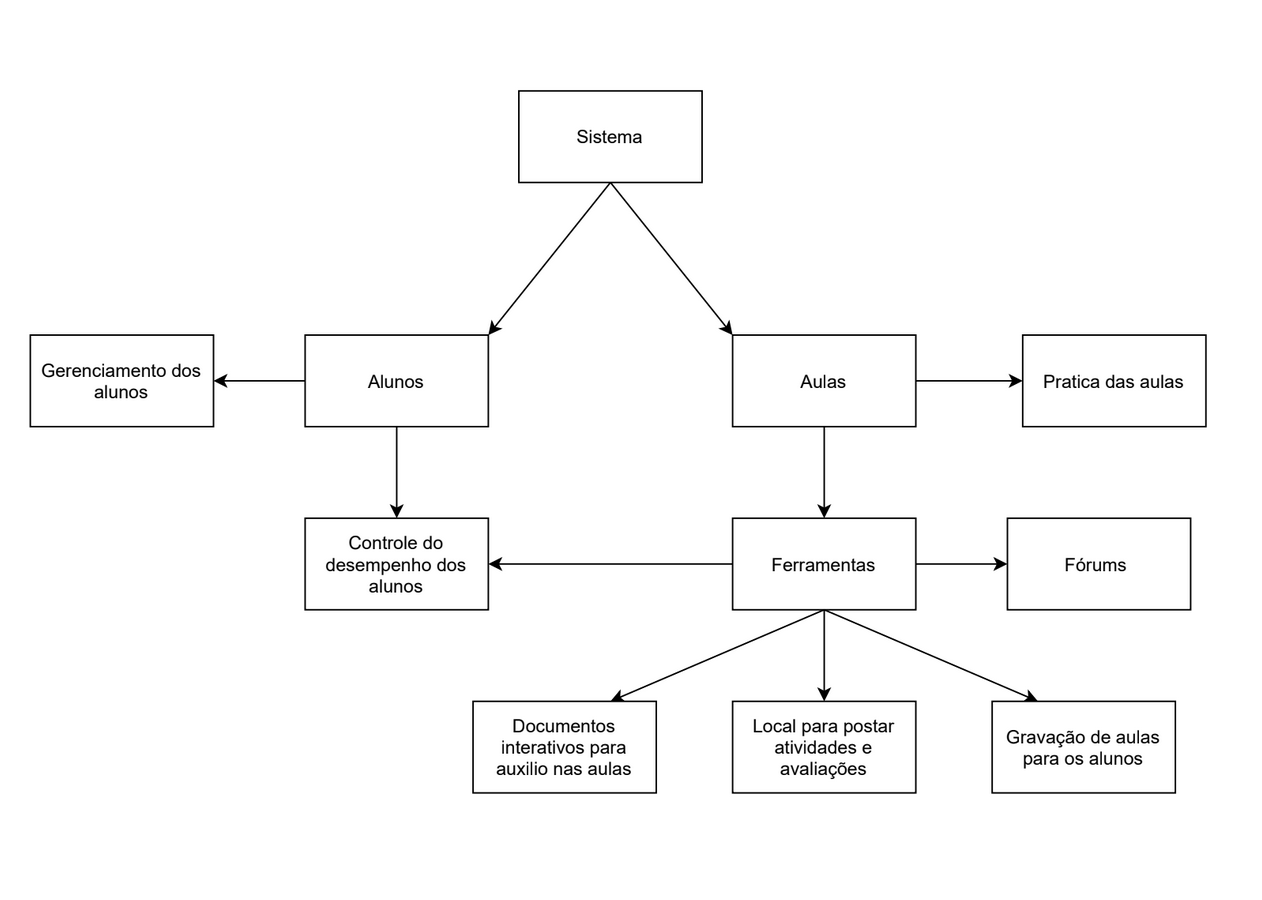 Sistema
Gerenciamento dos
alunos
Alunos
Aulas
Pratica das aulas
Controle do
desempenho dos
alunos
Ferramentas
Fórums
Documentos
interativos para
auxilio nas aulas
Local para postar
atividades e
avaliações
Gravação de aulas
para os alunos